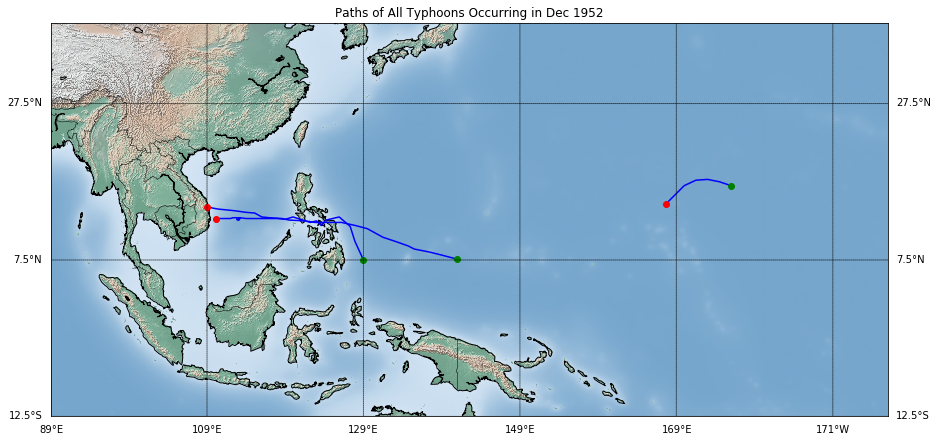 Paths of All Typhoons Occurring in Dec 1952
27.5°N 27.5°N
7.5°N 7.5°N
12.5°S 12.5°S
89°E 109°E 129°E 149°E 169°E 171°W